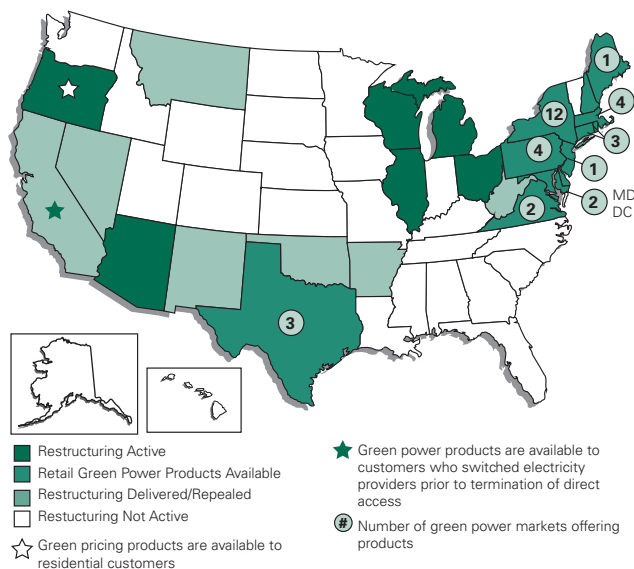 1
4
12
3
4
1
2 MD
DC
2
3
Restructuring Active
Retail Green Power Products Available
Restructuring Delivered/Repealed
Restucturing Not Active
Green pricing products are available to
residential customers
Green power products are available to
customers who switched electricity
providers prior to termination of direct
access
# Number of green power markets offering
products